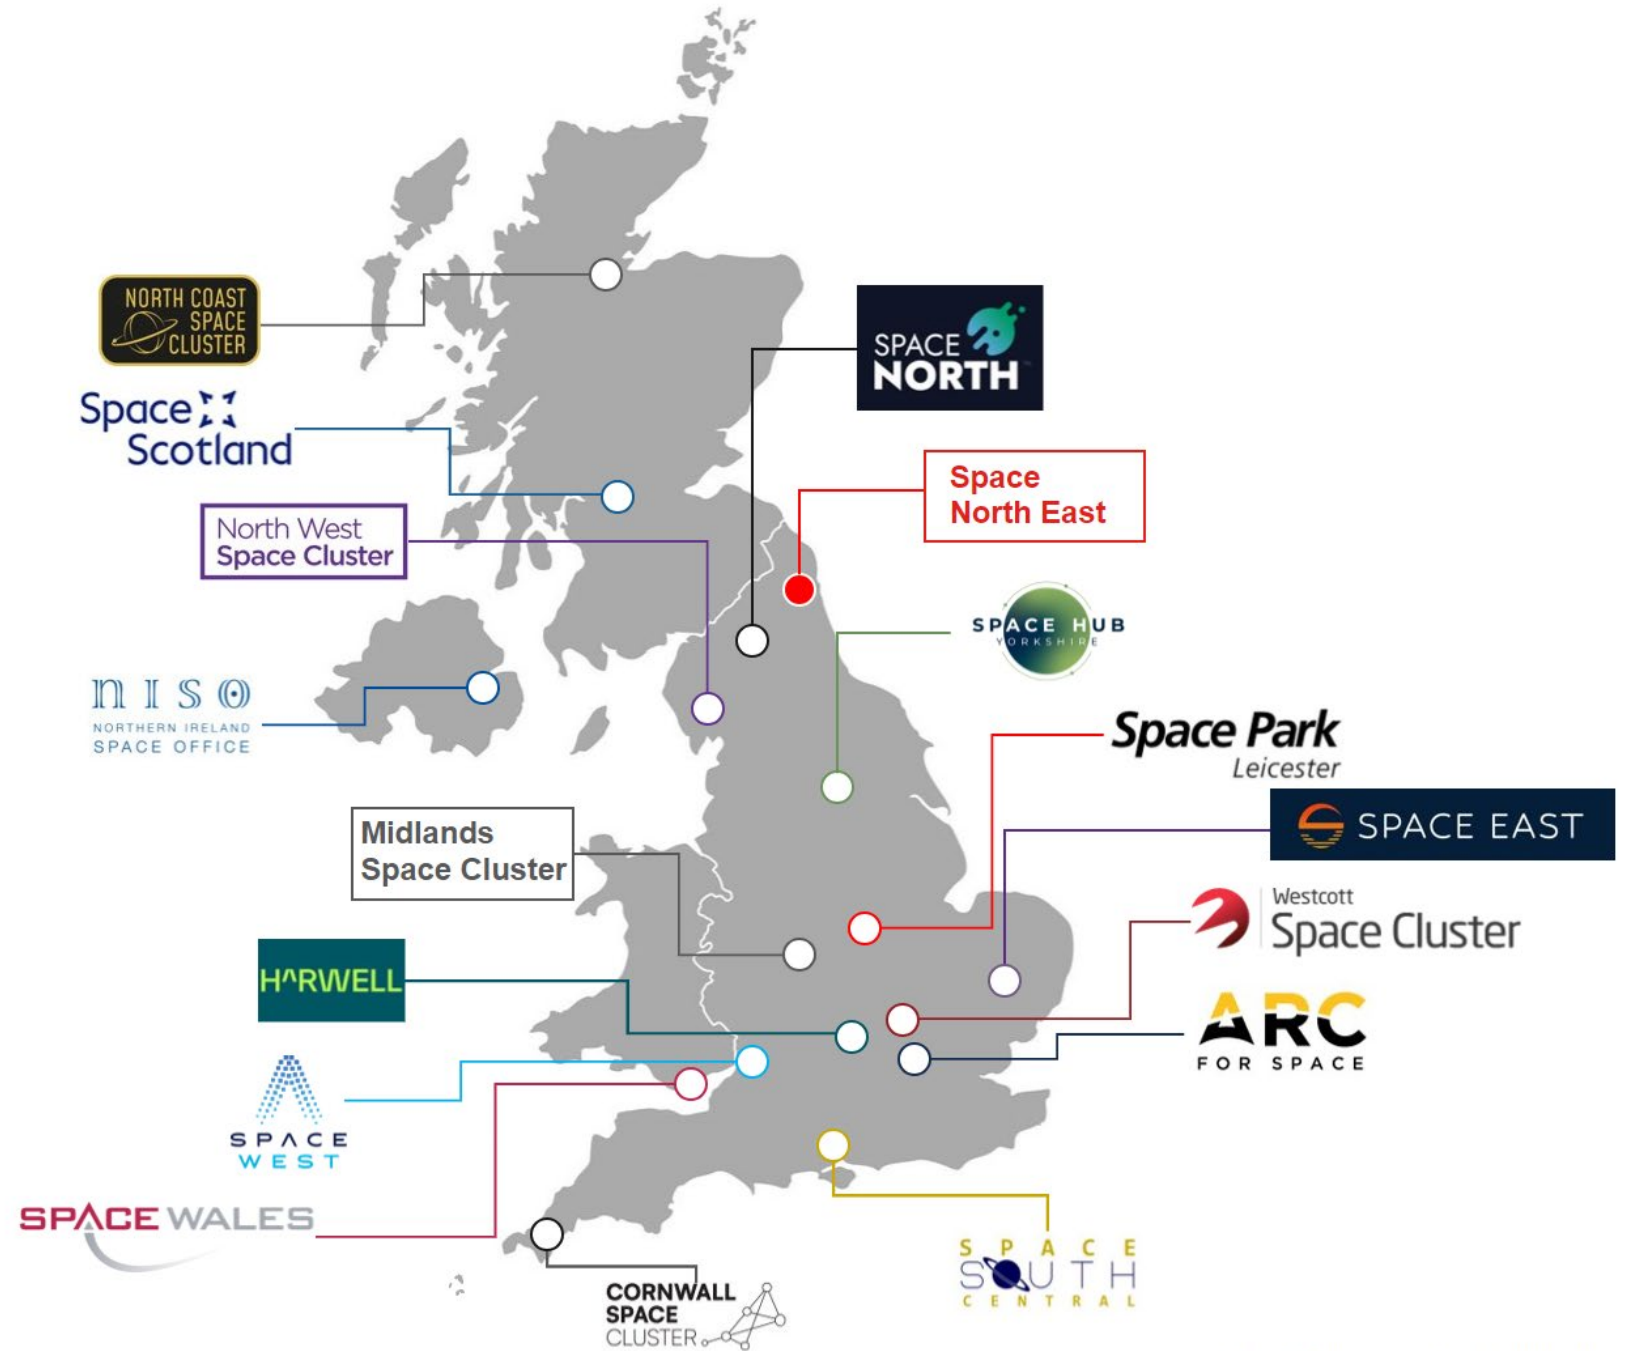 NORTH COAST
SPACE
CLUSTER
SPACE
NORTH
Space
Scotland
Space
North East
North West
Space Cluster
SPACE HUB
YORKSHIRE
NISO
NORTHERN IRELAND
SPACE OFFICE
Space Park
Leicester
SPACE EAST
Midlands
Space Cluster
Westcott
Space Cluster
HARWELL
ARC
FOR SPACE
SPACE
WEST
SPACE WALES
SPACE
SOUTH
CENTRAL
CORNWALL
SPACE
CLUSTER